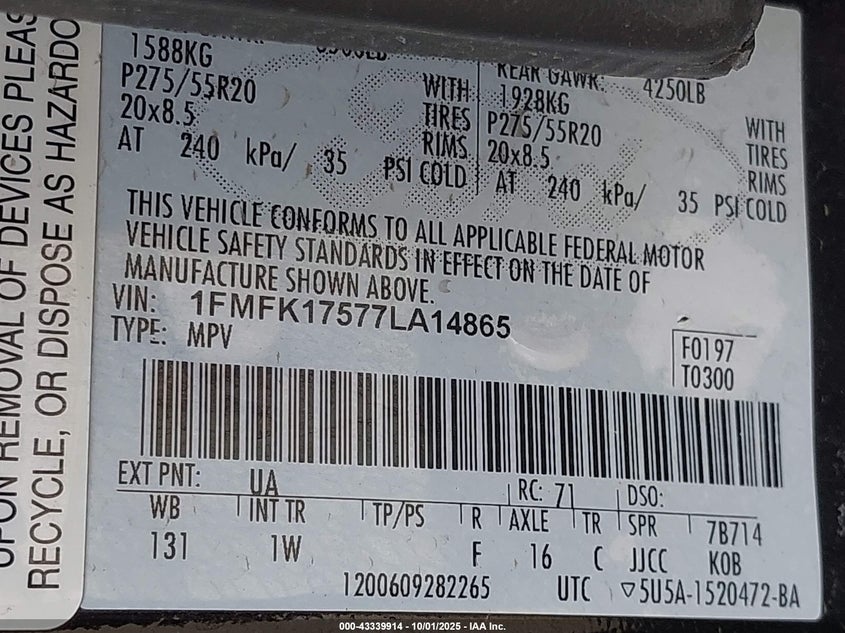 UPON REMOVAL OF DEVICES PLEAS
RECYCLE, OR DISPOSE AS HAZARDO
1588KG
P275/55R20 WITH
20x8.5 TIRES
RIMS
AT 240 kPa/ 35 PSI COLD
REAR GAWR: 4250LB
1928KG WITH
P275/55R20 TIRES
20x8.5 RIMS
AT 240 kPa/ 35 PSI COLD
THIS VEHICLE CONFORMS TO ALL APPLICABLE FEDERAL MOTOR
VEHICLE SAFETY STANDARDS IN EFFECT ON THE DATE OF
MANUFACTURE SHOWN ABOVE.
VIN: 1FMFK17577LA14865
TYPE: MPV
F0197
T0300
EXT PNT: UA RC: 71 DSO:
WB INT TR TP/PS R AXLE TR SPR 7B714
131 1W F 16 C JJCC KOB
1200609282265 UTC ▽5U5A-1520472-BA
000-43339914 - 10/01/2025 - IAA Inc.